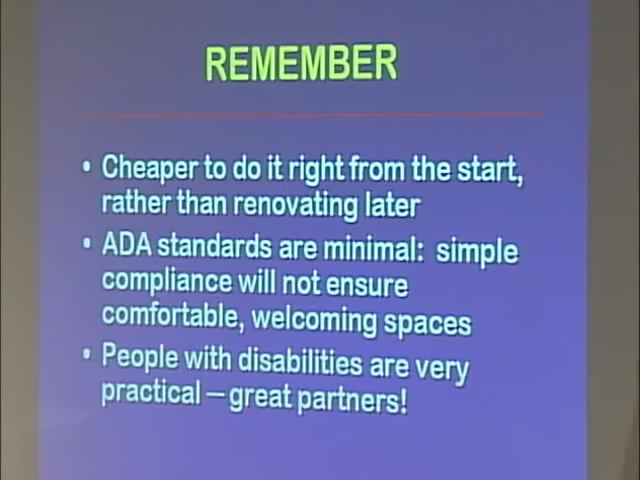 REMEMBER
• Cheaper to do it right from the start,
rather than renovating later
• ADA standards are minimal: simple
compliance will not ensure
comfortable, welcoming spaces
• People with disabilities are very
practical – great partners!